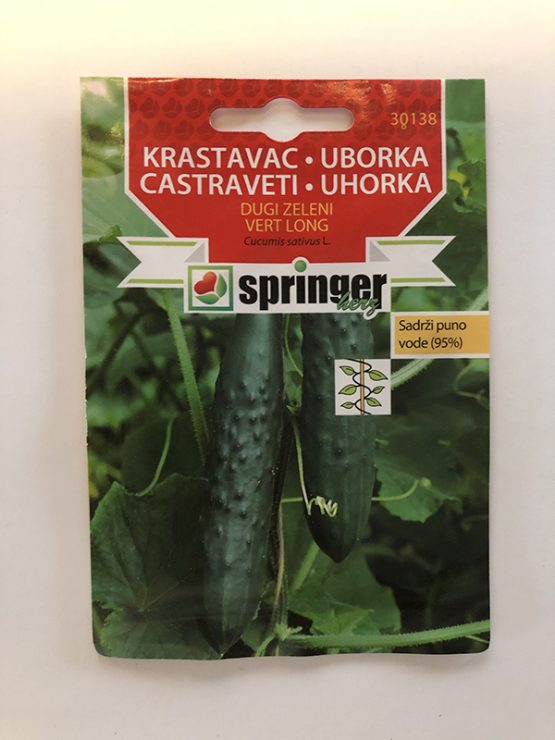 30138
KRASTAVAC • UBORKA
CASTRAVETI • UHORKA
DUGI ZELENI
VERT LONG
Cucumis sativus L.
springer
herz
Sadrži puno
vode (95%)